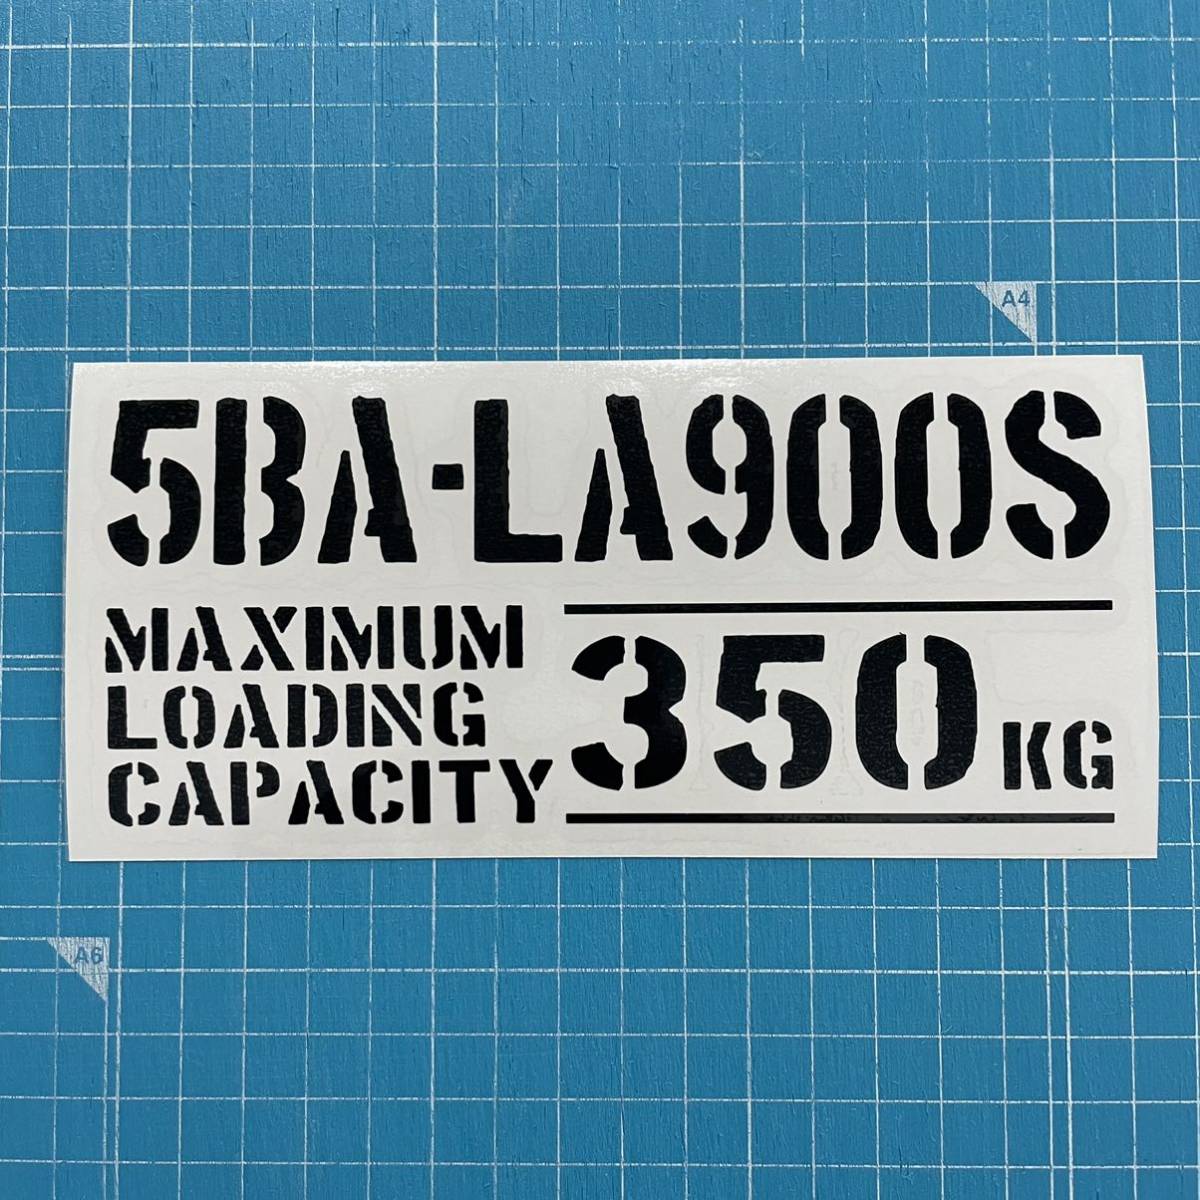 A4
5BA-LA900S
MAXIMUM
LOADING
CAPACITY
350 KG
A6